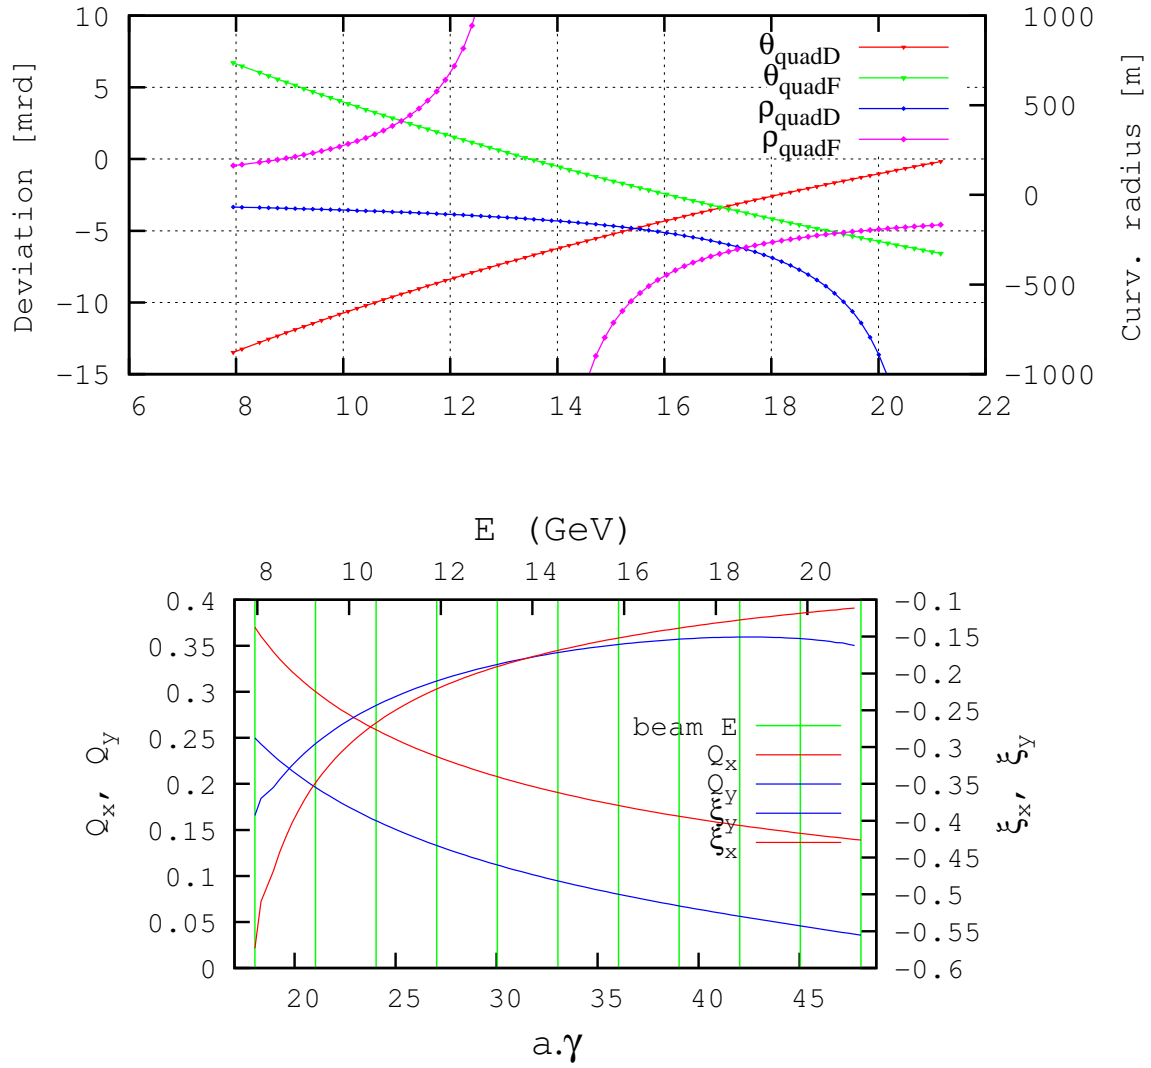 10
5
0
−5
−10
−15
Deviation [mrd]
1000
500
0
−500
−1000
Curv. radius [m]
θquadD
θquadF
ρquadD
ρquadF
6 8 10 12 14 16 18 20 22
E (GeV)
8 10 12 14 16 18 20
0.4
0.35
0.3
0.25
0.2
0.15
0.1
0.05
0
Qx, Qy
−0.1
−0.15
−0.2
−0.25
−0.3
−0.35
−0.4
−0.45
−0.5
−0.55
−0.6
ξx, ξy
beam E
Qx
Qy
ξy
ξx
20 25 30 35 40 45
a.γ